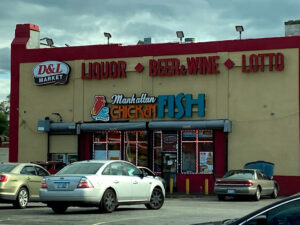 D&L
MARKET
LIQUOR ♦ BEER & WINE ♦ LOTTO
Manhattan
CHICKEN FISH